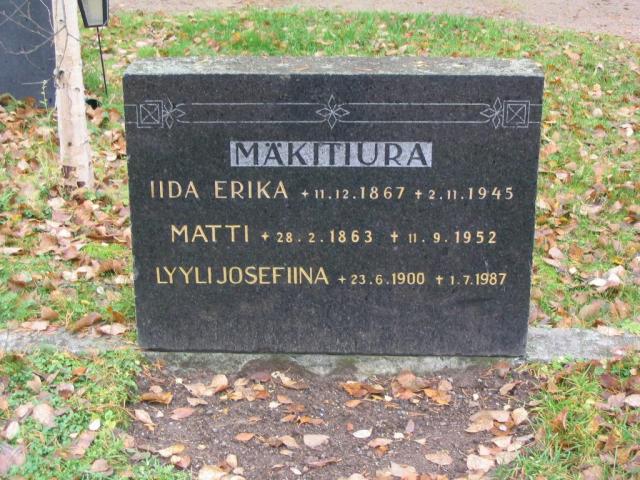 MÄKITIURA
IIDA ERIKA + 11.12.1867 † 2.11.1945
MATTI + 28.2.1863 † 11.9.1952
LYYLI JOSEFIINA + 23.6.1900 † 1.7.1987